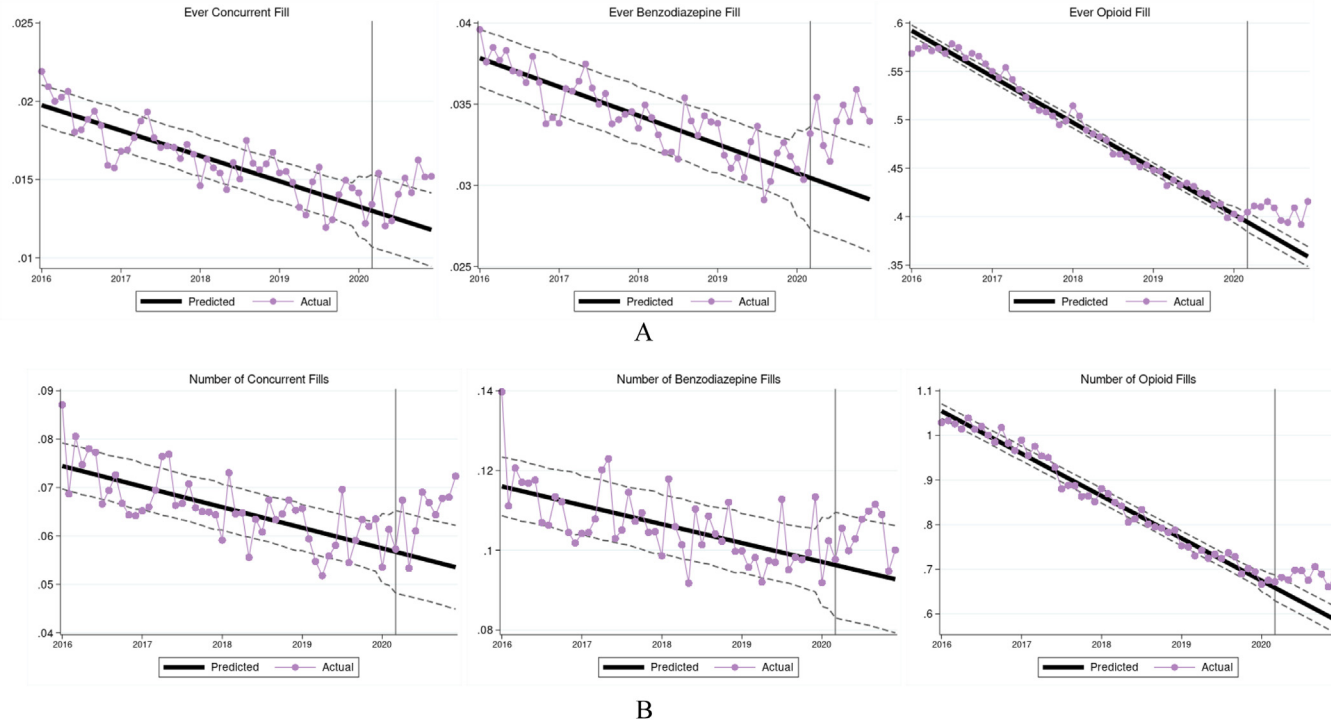 Ever Concurrent Fill
.025
.02
.015
.01
2016 2017 2018 2019 2020
Predicted Actual
Ever Benzodiazepine Fill
.04
.035
.03
.025
2016 2017 2018 2019 2020
Predicted Actual
Ever Opioid Fill
.6
.55
.5
.45
.4
.35
2016 2017 2018 2019 2020
Predicted Actual
A
Number of Concurrent Fills
.09
.08
.07
.06
.05
.04
2016 2017 2018 2019 2020
Predicted Actual
Number of Benzodiazepine Fills
.14
.12
.1
.08
2016 2017 2018 2019 2020
Predicted Actual
Number of Opioid Fills
1.1
1
.9
.8
.7
.6
2016 2017 2018 2019 2020
Predicted Actual
B